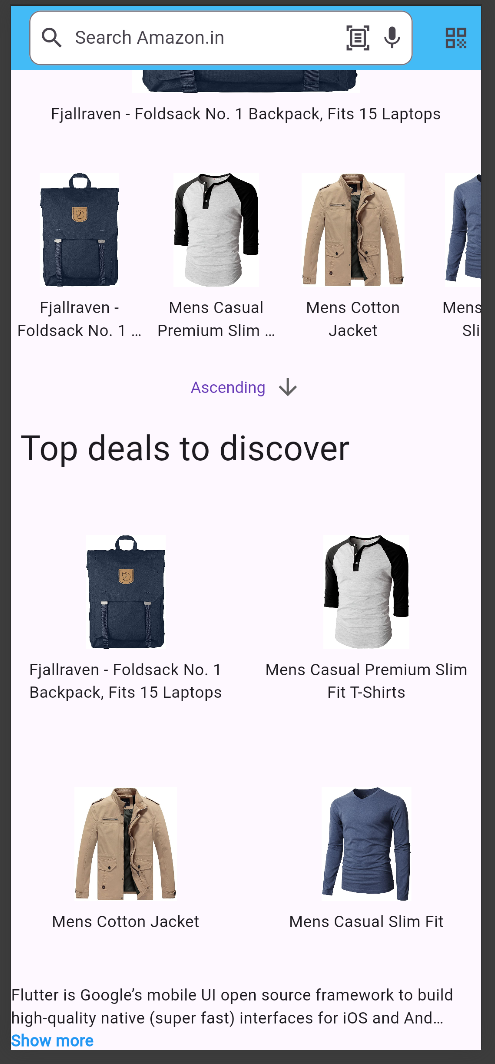 Search Amazon.in
Fjallraven - Foldsack No. 1 Backpack, Fits 15 Laptops
Fjallraven -
Foldsack No. 1 ...
Mens Casual
Premium Slim ...
Mens Cotton
Jacket
Mens
Sli
Ascending
Top deals to discover
Fjallraven - Foldsack No. 1
Backpack, Fits 15 Laptops
Mens Casual Premium Slim
Fit T-Shirts
Mens Cotton Jacket
Mens Casual Slim Fit
Flutter is Google’s mobile UI open source framework to build
high-quality native (super fast) interfaces for iOS and And…
Show more